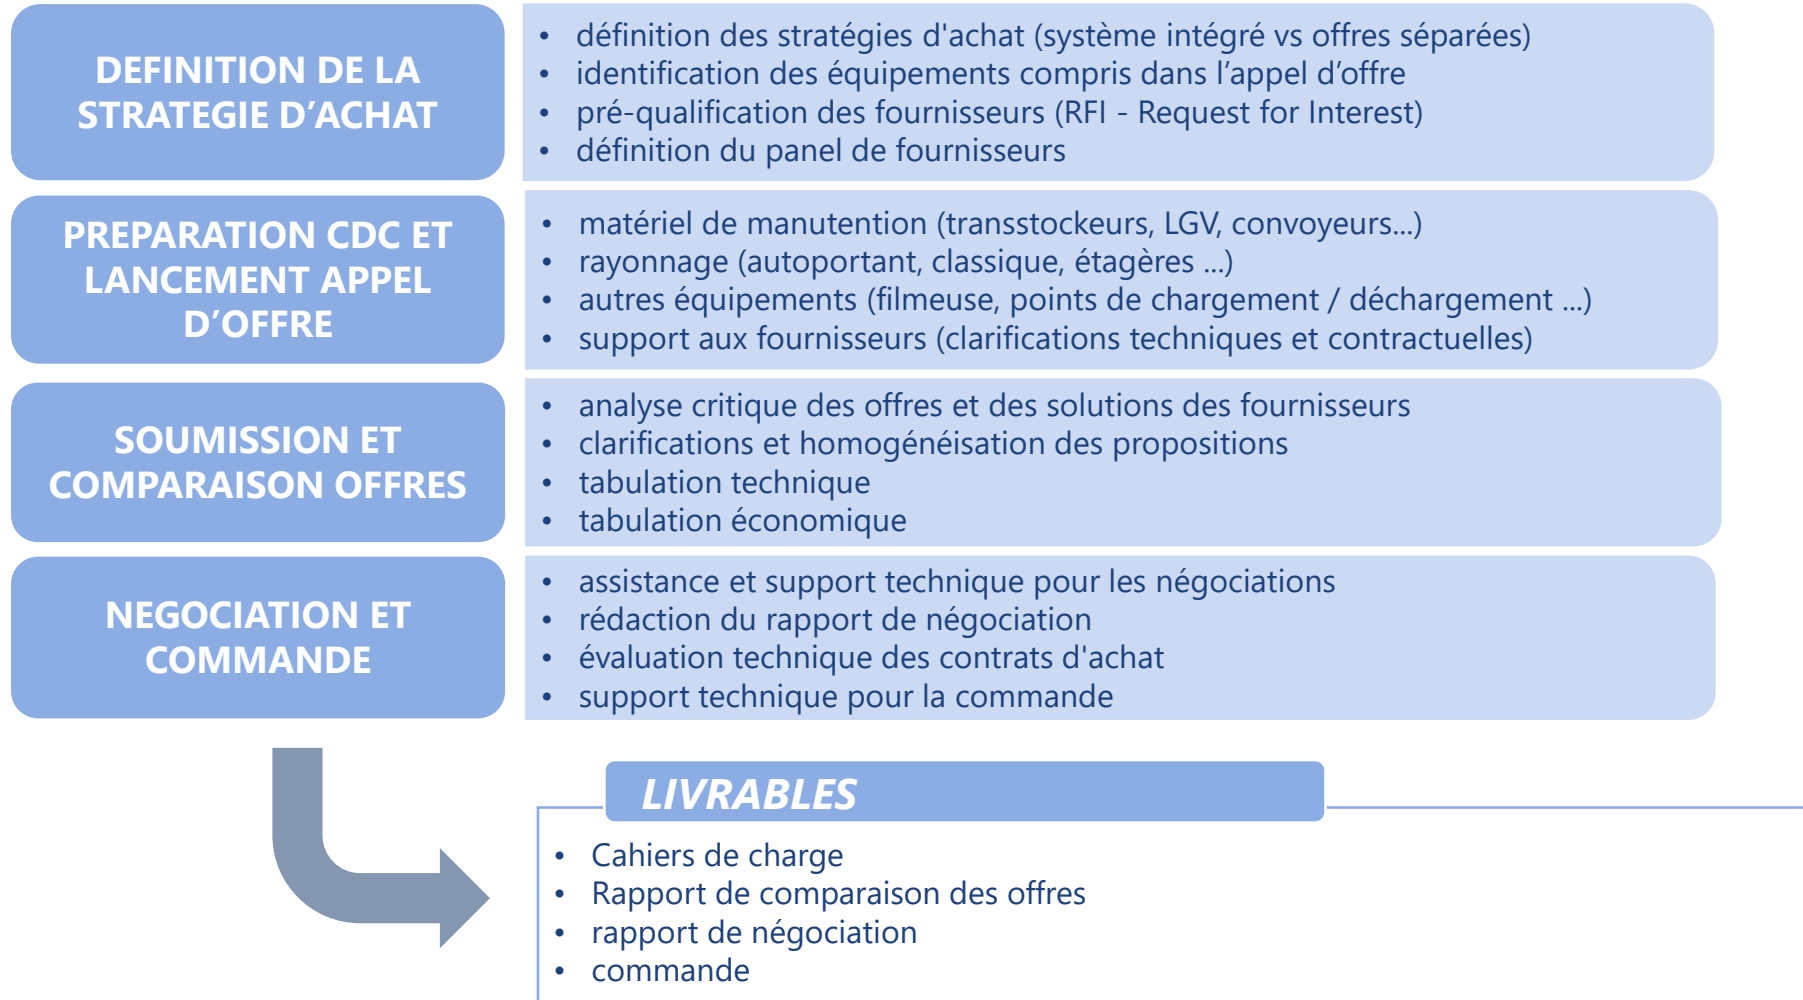 DEFINITION DE LA
STRATEGIE D’ACHAT
• définition des stratégies d'achat (système intégré vs offres séparées)
• identification des équipements compris dans l’appel d’offre
• pré-qualification des fournisseurs (RFI - Request for Interest)
• définition du panel de fournisseurs
PREPARATION CDC ET
LANCEMENT APPEL
D’OFFRE
• matériel de manutention (transstockeurs, LGV, convoyeurs...)
• rayonnage (autoportant, classique, étagères ...)
• autres équipements (filmeuse, points de chargement / déchargement ...)
• support aux fournisseurs (clarifications techniques et contractuelles)
SOUMISSION ET
COMPARAISON OFFRES
• analyse critique des offres et des solutions des fournisseurs
• clarifications et homogénéisation des propositions
• tabulation technique
• tabulation économique
NEGOCIATION ET
COMMANDE
• assistance et support technique pour les négociations
• rédaction du rapport de négociation
• évaluation technique des contrats d'achat
• support technique pour la commande
LIVRABLES
• Cahiers de charge
• Rapport de comparaison des offres
• rapport de négociation
• commande